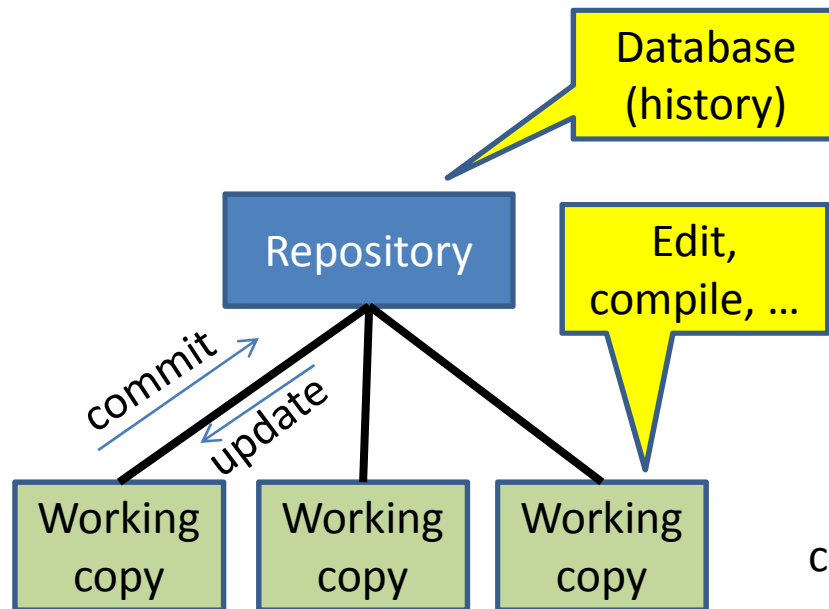 Database
(history)
Repository
Edit,
compile, …
commit
update
Working
copy
Working
copy
Working
copy
c